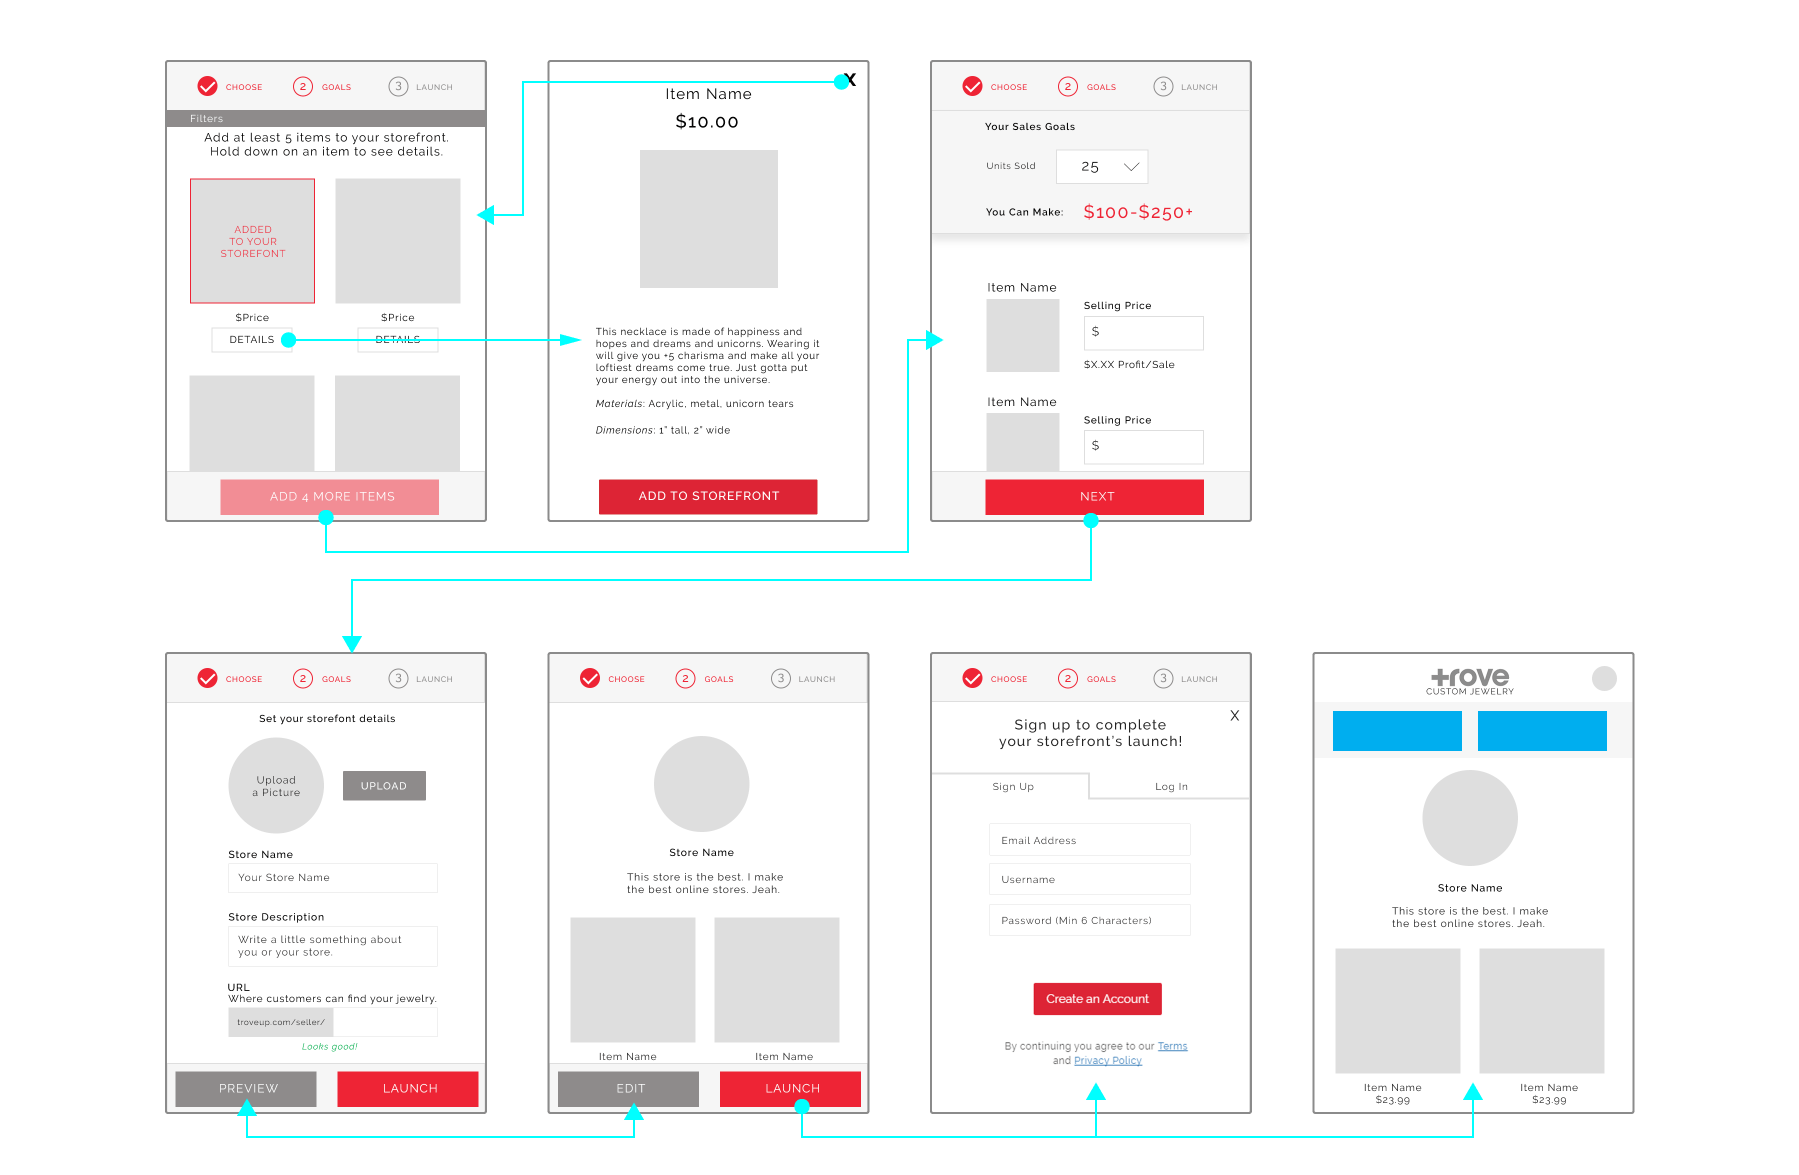 CHOOSE
2 GOALS
3 LAUNCH
Filters
Add at least 5 items to your storefront.
Hold down on an item to see details.
ADDED
TO YOUR
STOREFONT
$Price
$Price
DETAILS
DETAILS
ADD 4 MORE ITEMS
X
Item Name
$10.00
This necklace is made of happiness and
hopes and dreams and unicorns. Wearing it
will give you +5 charisma and make all your
loftiest dreams come true. Just gotta put
your energy out into the universe.
Materials: Acrylic, metal, unicorn tears
Dimensions: 1" tall, 2" wide
ADD TO STOREFRONT
CHOOSE
2 GOALS
3 LAUNCH
Your Sales Goals
Units Sold
25
You Can Make: $100-$250+
Item Name
Selling Price
$
$X.XX Profit/Sale
Item Name
Selling Price
$
NEXT
CHOOSE
2 GOALS
3 LAUNCH
Set your storefont details
Upload
a Picture
UPLOAD
Store Name
Your Store Name
Store Description
Write a little something about
you or your store.
URL
Where customers can find your jewelry.
troveup.com/seller/
Looks good!
PREVIEW
LAUNCH
CHOOSE
2 GOALS
3 LAUNCH
Store Name
This store is the best. I make
the best online stores. Jeah.
Item Name
Item Name
EDIT
LAUNCH
CHOOSE
2 GOALS
3 LAUNCH
X
Sign up to complete
your storefront's launch!
Sign Up
Log In
Email Address
Username
Password (Min 6 Characters)
Create an Account
By continuing you agree to our Terms
and Privacy Policy
trove
CUSTOM JEWELRY
Store Name
This store is the best. I make
the best online stores. Jeah.
Item Name
$23.99
Item Name
$23.99